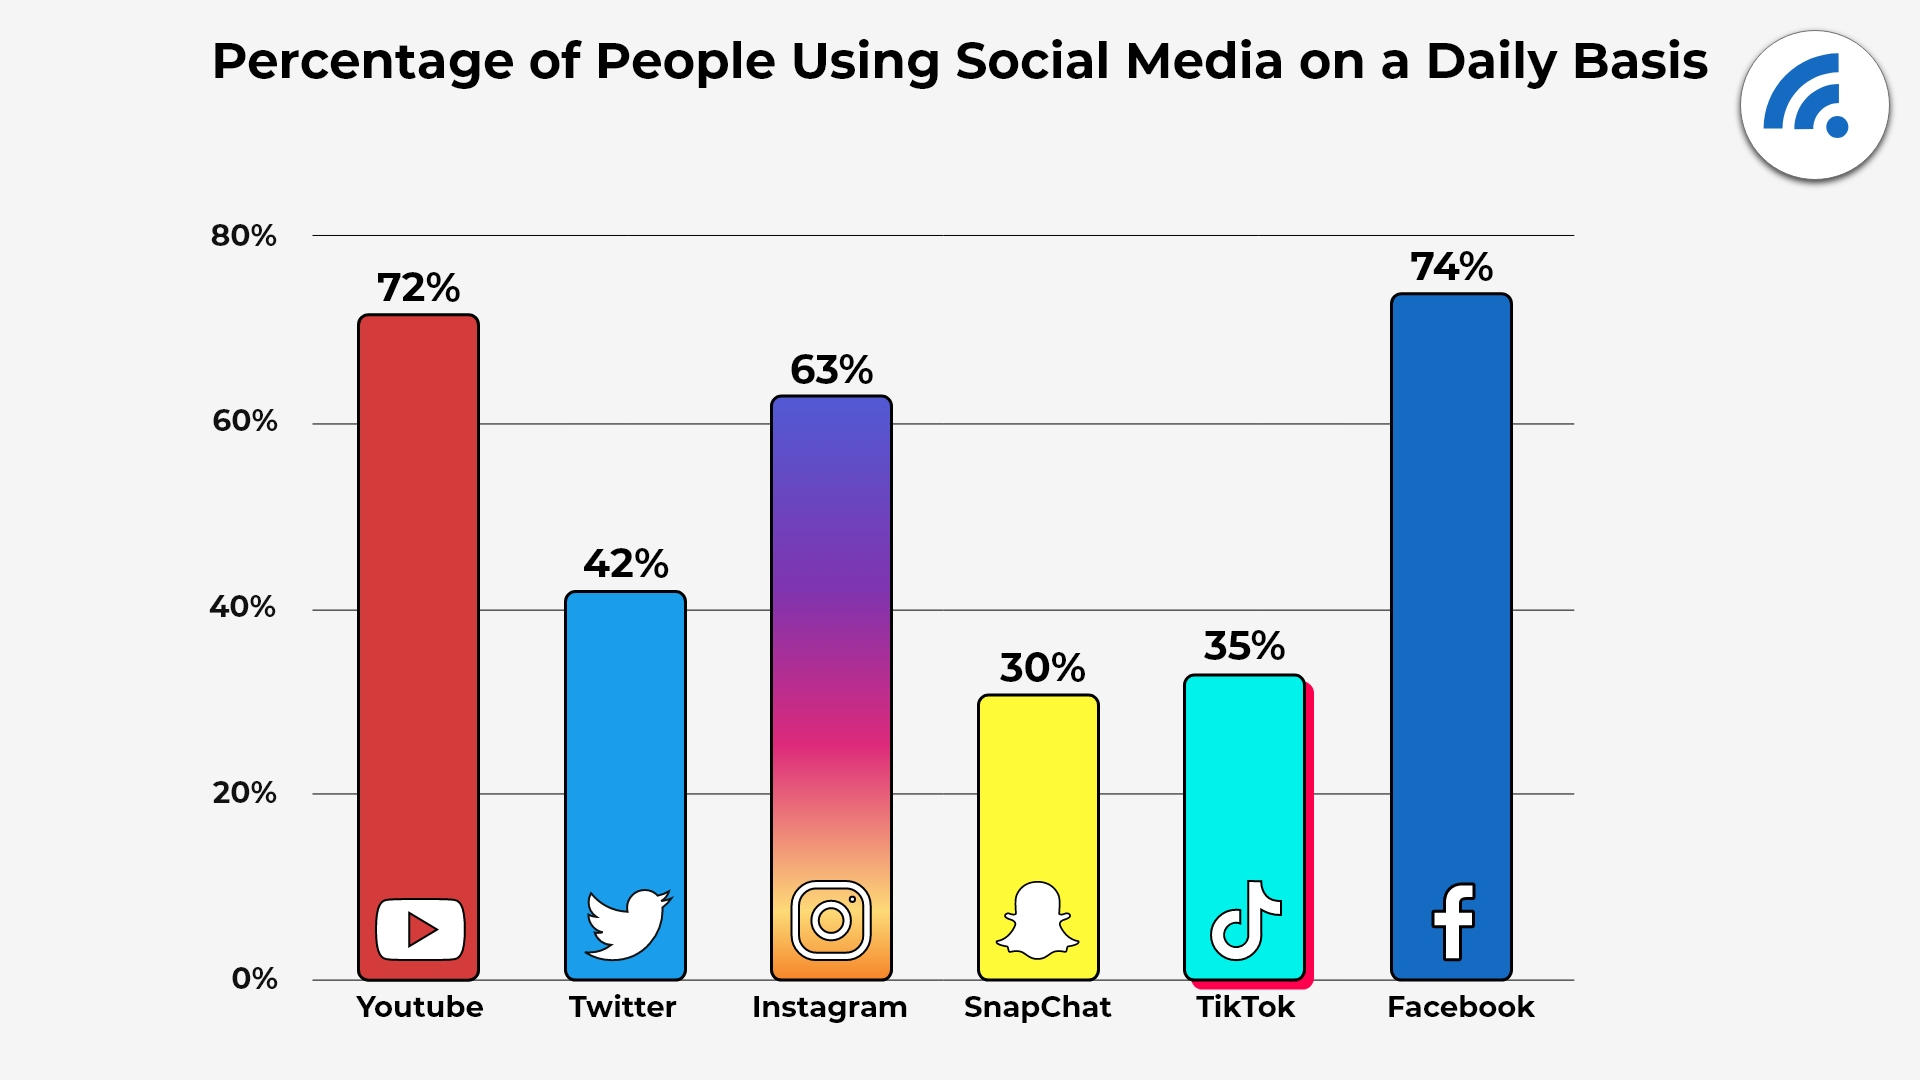 Percentage of People Using Social Media on a Daily Basis
80%
60%
40%
20%
0%
72%
42%
63%
30%
35%
74%
Youtube
Twitter
Instagram
SnapChat
TikTok
Facebook